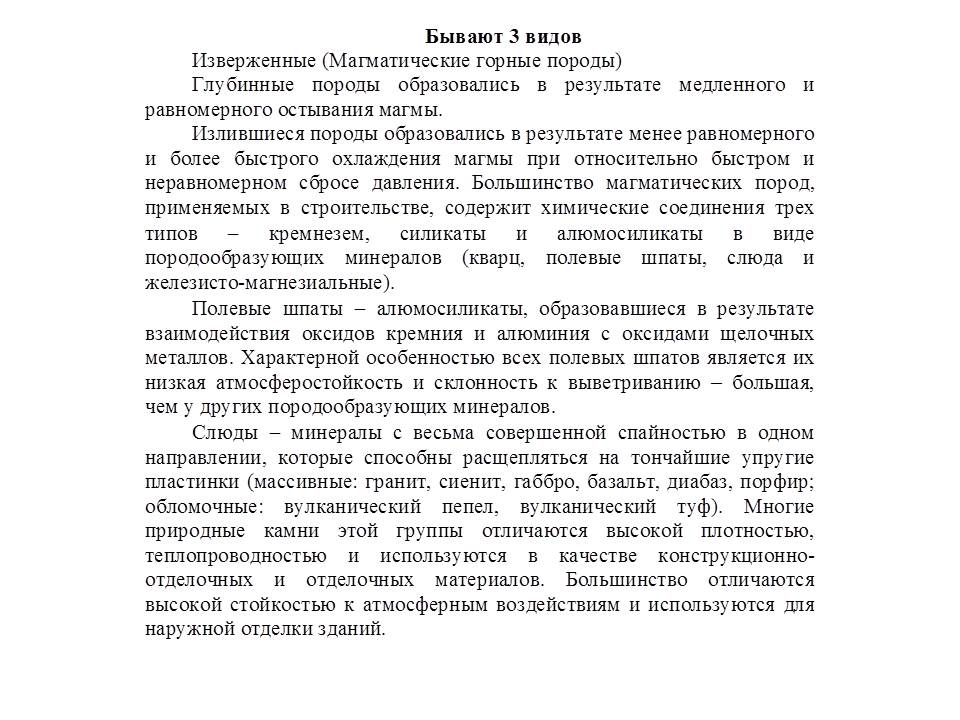 Бывают 3 видов
Изверженные (Магматические горные породы)
Глубинные породы образовались в результате медленного и
равномерного остывания магмы.
Излившиеся породы образовались в результате менее равномерного
и более быстрого охлаждения магмы при относительно быстром и
неравномерном сбросе давления. Большинство магматических пород,
применяемых в строительстве, содержит химические соединения трех
типов – кремнезем, силикаты и алюмосиликаты в виде
породообразующих минералов (кварц, полевые шпаты, слюда и
железисто-магнезиальные).
Полевые шпаты – алюмосиликаты, образовавшиеся в результате
взаимодействия оксидов кремния и алюминия с оксидами щелочных
металлов. Характерной особенностью всех полевых шпатов является их
низкая атмосферостойкость и склонность к выветриванию – большая,
чем у других породообразующих минералов.
Слюды – минералы с весьма совершенной спайностью в одном
направлении, которые способны расщепляться на тончайшие упругие
пластинки (массивные: гранит, сиенит, габбро, базальт, диабаз, порфир;
обломочные: вулканический пепел, вулканический туф). Многие
природные камни этой группы отличаются высокой плотностью,
теплопроводностью и используются в качестве конструкционно-
отделочных и отделочных материалов. Большинство отличаются
высокой стойкостью к атмосферным воздействиям и используются для
наружной отделки зданий.